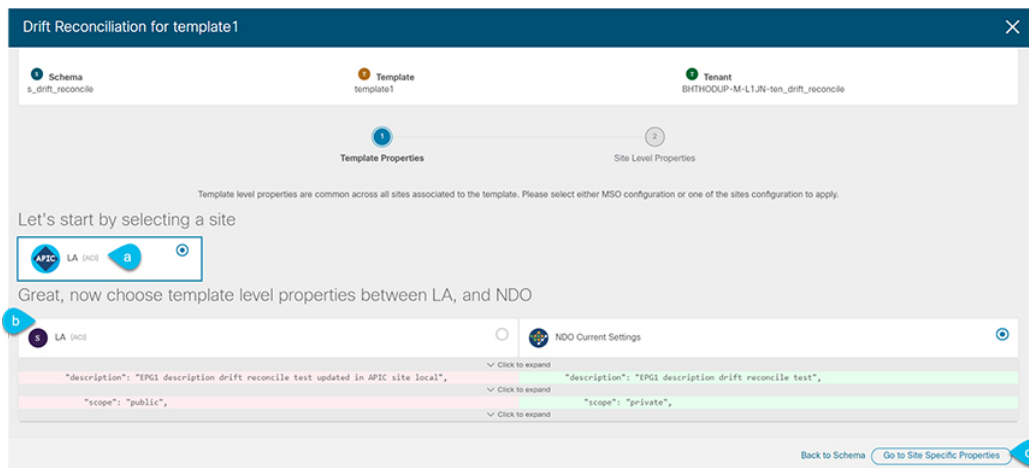 Drift Reconciliation for template1
S Schema
s_drift_reconcile
T Template
template1
T Tenant
BHTHODUP-M-L1JN-ten_drift_reconcile
1
Template Properties
2
Site Level Properties
Template level properties are common across all sites associated to the template. Please select either MSO configuration or one of the sites configuration to apply.
Let's start by selecting a site
APIC LA (ACI) a
Great, now choose template level properties between LA, and NDO
b
S LA (ACI)
NDO Current Settings
Click to expand
"description": "EPG1 description drift reconcile test updated in APIC site local",
"description": "EPG1 description drift reconcile test",
Click to expand
"scope": "public",
"scope": "private",
Click to expand
Back to Schema Go to Site Specific Properties